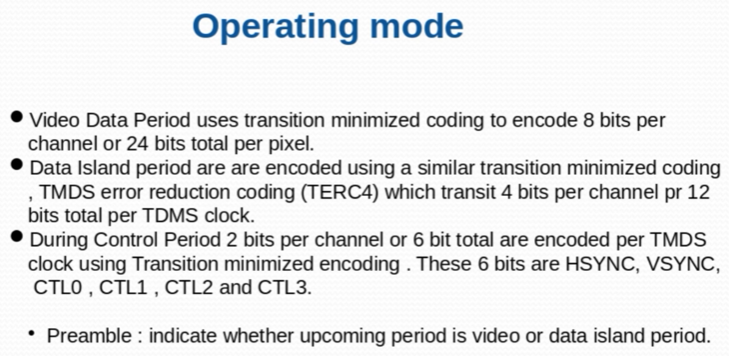 Operating mode
● Video Data Period uses transition minimized coding to encode 8 bits per
channel or 24 bits total per pixel.
● Data Island period are are encoded using a similar transition minimized coding
, TMDS error reduction coding (TERC4) which transit 4 bits per channel pr 12
bits total per TDMS clock.
● During Control Period 2 bits per channel or 6 bit total are encoded per TMDS
clock using Transition minimized encoding . These 6 bits are HSYNC, VSYNC,
CTL0 , CTL1 , CTL2 and CTL3.
• Preamble : indicate whether upcoming period is video or data island period.